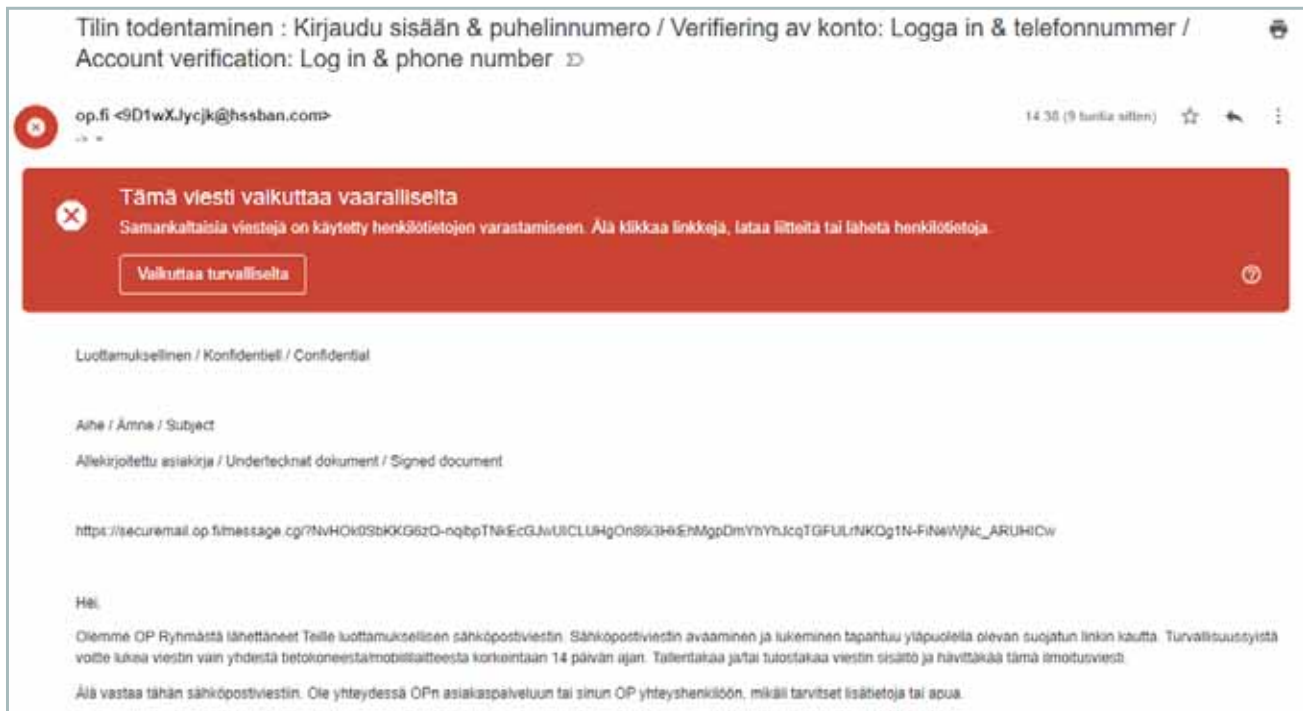 Tilin todentaminen : Kirjaudu sisään & puhelinnumero / Verifiering av konto: Logga in & telefonnummer /
Account verification: Log in & phone number
op.fi <9D1wXJycjk@hssban.com>
14.38 (9 tuntia sitten)
Tämä viesti vaikuttaa vaaralliselta
Samankaltaisia viestejä on käytetty henkilötietojen varastamiseen. Älä klikkaa linkkejä, lataa liitteitä tai lähetä henkilötietoja.
Vaikuttaa turvalliselta
Luottamuksellinen / Konfidentiell / Confidential
Aihe / Ämne / Subject
Allekirjoitettu asiakirja / Undertecknat dokument / Signed document
Hei,
Olemme OP Ryhmästä lähettäneet Teille luottamuksellisen sähköpostiviestin. Sähköpostiviestin avaaminen ja lukeminen tapahtuu yläpuolella olevan suojatun linkin kautta. Turvallisuussyistä
voitte lukea viestin vain yhdestä tietokoneesta/mobiililaitteesta korkeintaan 14 päivän ajan. Tallentakaa ja/tai tulostakaa viestin sisältö ja hävittäkää tämä ilmoitusviesti.
Älä vastaa tähän sähköpostiviestiin. Ole yhteydessä OPn asiakaspalveluun tai sinun OP yhteyshenkilöön, mikäli tarvitset lisätietoja tai apua.